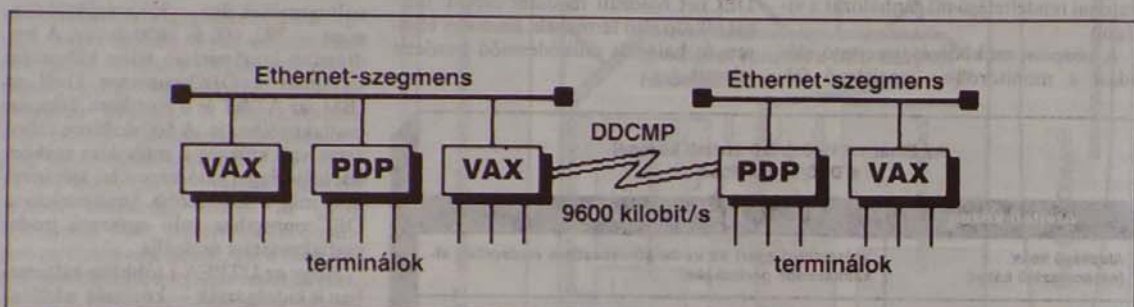 Ethernet-szegmens
Ethernet-szegmens
DDCMP
VAX
PDP
VAX
PDP
VAX
9600 kilobit/s
terminálok
terminálok